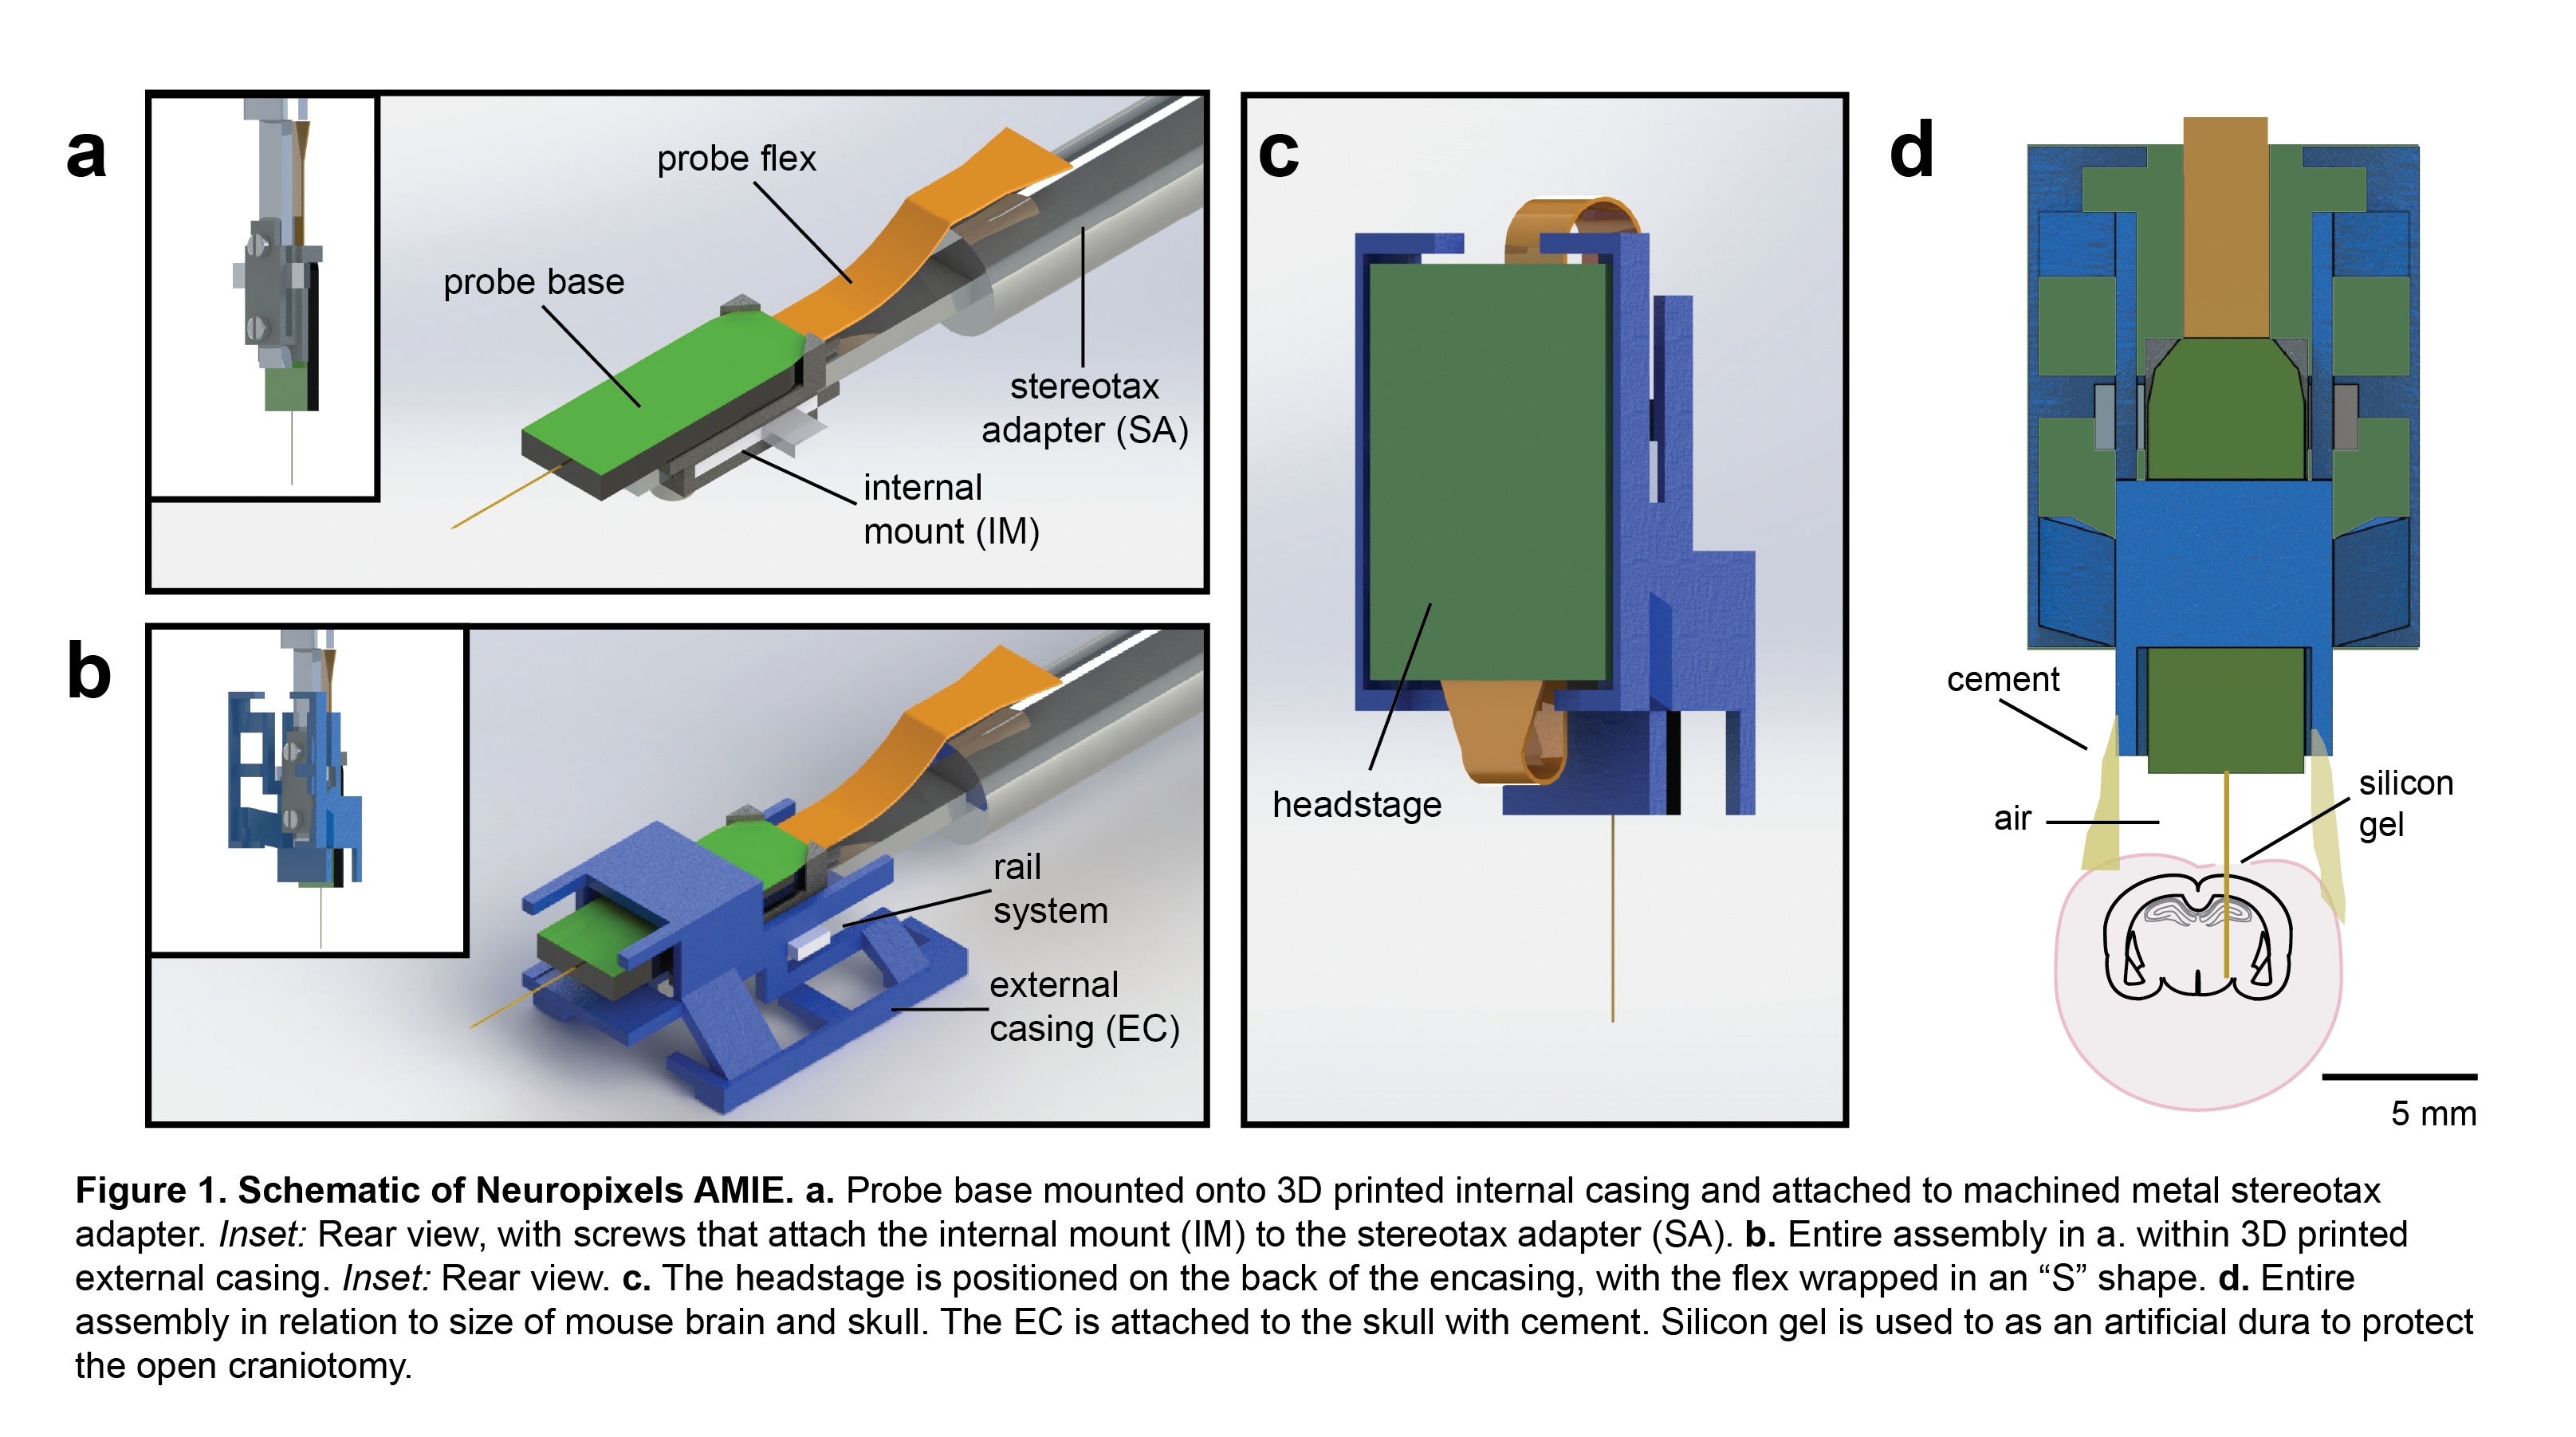 a
probe flex
probe base
stereotax
adapter (SA)
internal
mount (IM)
b
rail
system
external
casing (EC)
c
headstage
d
cement
silicon
gel
air
5 mm
Figure 1. Schematic of Neuropixels AMIE. a. Probe base mounted onto 3D printed internal casing and attached to machined metal stereotax
adapter. Inset: Rear view, with screws that attach the internal mount (IM) to the stereotax adapter (SA). b. Entire assembly in a. within 3D printed
external casing. Inset: Rear view. c. The headstage is positioned on the back of the encasing, with the flex wrapped in an “S” shape. d. Entire
assembly in relation to size of mouse brain and skull. The EC is attached to the skull with cement. Silicon gel is used to as an artificial dura to protect
the open craniotomy.